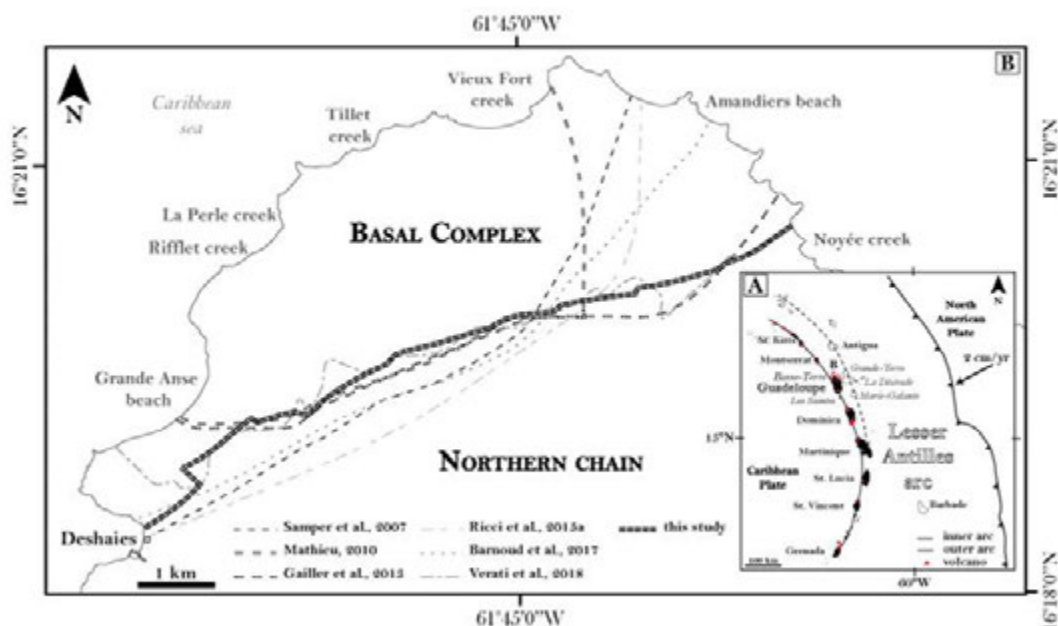 61°45'0"W
B
N
Caribbean
sea
Vieux Fort
creek
Tillet
creek
Amandiers beach
16°21'0"N
16°21'0"N
La Perle creek
Rifflet creek
BASAL COMPLEX
Noyée creek
Grande Anse
beach
NORTHERN CHAIN
Deshaies
1 km
Samper et al., 2007
Mathieu, 2010
Gailler et al., 2013
Ricci et al., 2015a
Barnoud et al., 2017
Verati et al., 2018
this study
61°45'0"W
A
N
North
American
Plate
2 cm/yr
St. Kitts
Antigua
Montserrat
B
Basse-Terre
Grande-Terre
La Désirade
Guadeloupe
Marie-Galante
Les Saintes
Dominica
15°N
Martinique
Lesser
Antilles
arc
Caribbean
Plate
St. Lucia
St. Vincent
Barbade
Grenada
inner arc
outer arc
volcano
100 km
60°W